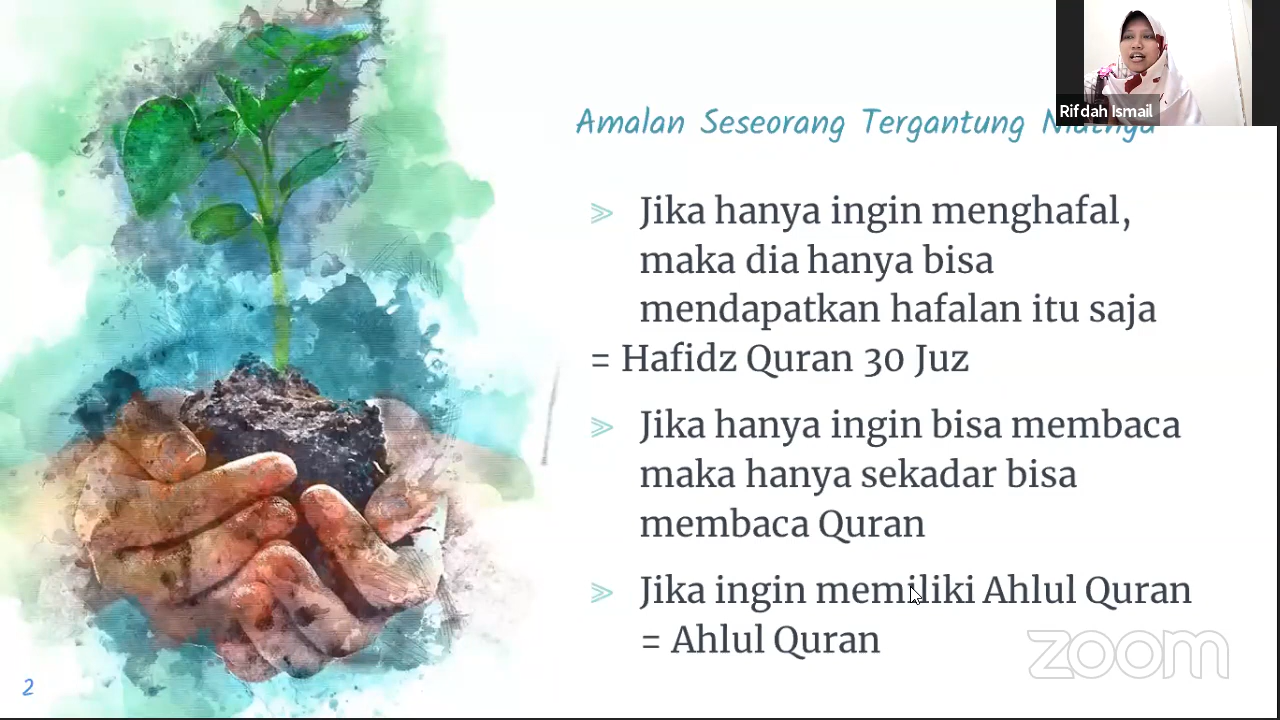 Rifdah Ismail
Amalan Seseorang Tergantung Niatnya
⪢ Jika hanya ingin menghafal,
maka dia hanya bisa
mendapatkan hafalan itu saja
= Hafidz Quran 30 Juz
⪢ Jika hanya ingin bisa membaca
maka hanya sekadar bisa
membaca Quran
⪢ Jika ingin memiliki Ahlul Quran
= Ahlul Quran
zoom
2